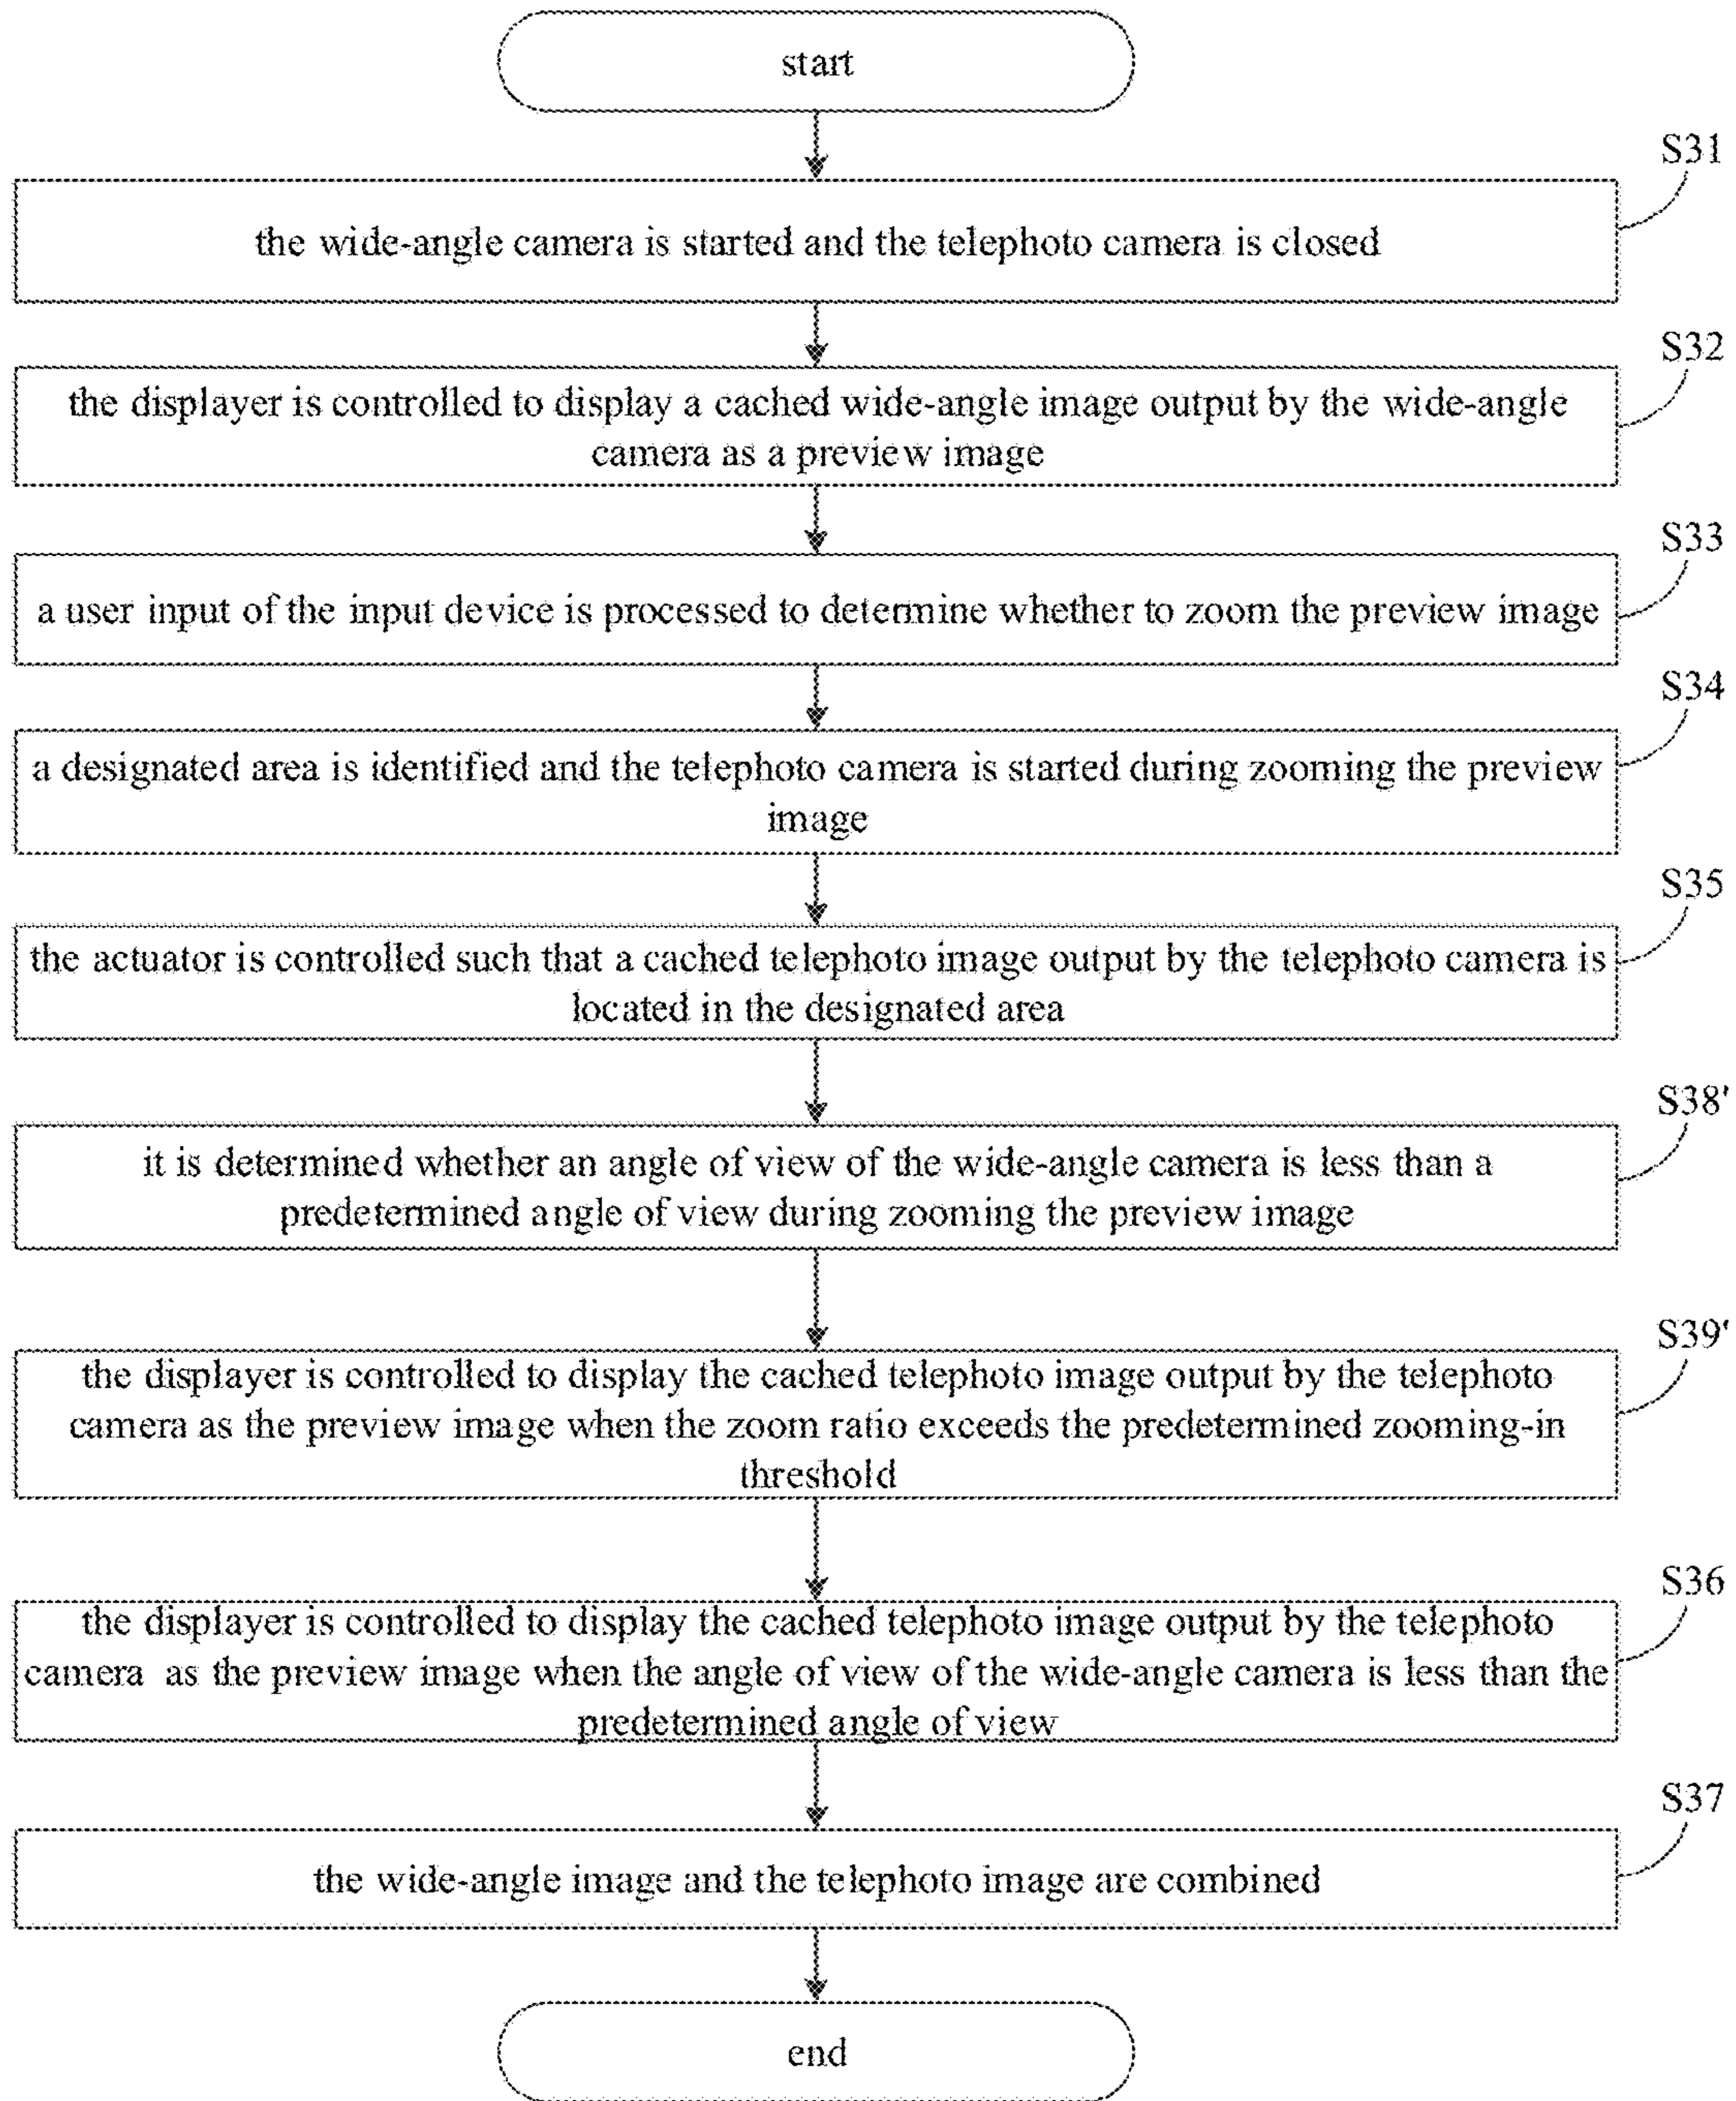 start
S31
the wide-angle camera is started and the telephoto camera is closed
S32
the displayer is controlled to display a cached wide-angle image output by the wide-angle
camera as a preview image
S33
a user input of the input device is processed to determine whether to zoom the preview image
S34
a designated area is identified and the telephoto camera is started during zooming the preview
image
S35
the actuator is controlled such that a cached telephoto image output by the telephoto camera is
located in the designated area
S38'
it is determined whether an angle of view of the wide-angle camera is less than a
predetermined angle of view during zooming the preview image
S39'
the displayer is controlled to display the cached telephoto image output by the telephoto
camera as the preview image when the zoom ratio exceeds the predetermined zooming-in
threshold
S36
the displayer is controlled to display the cached telephoto image output by the telephoto
camera as the preview image when the angle of view of the wide-angle camera is less than the
predetermined angle of view
S37
the wide-angle image and the telephoto image are combined
end